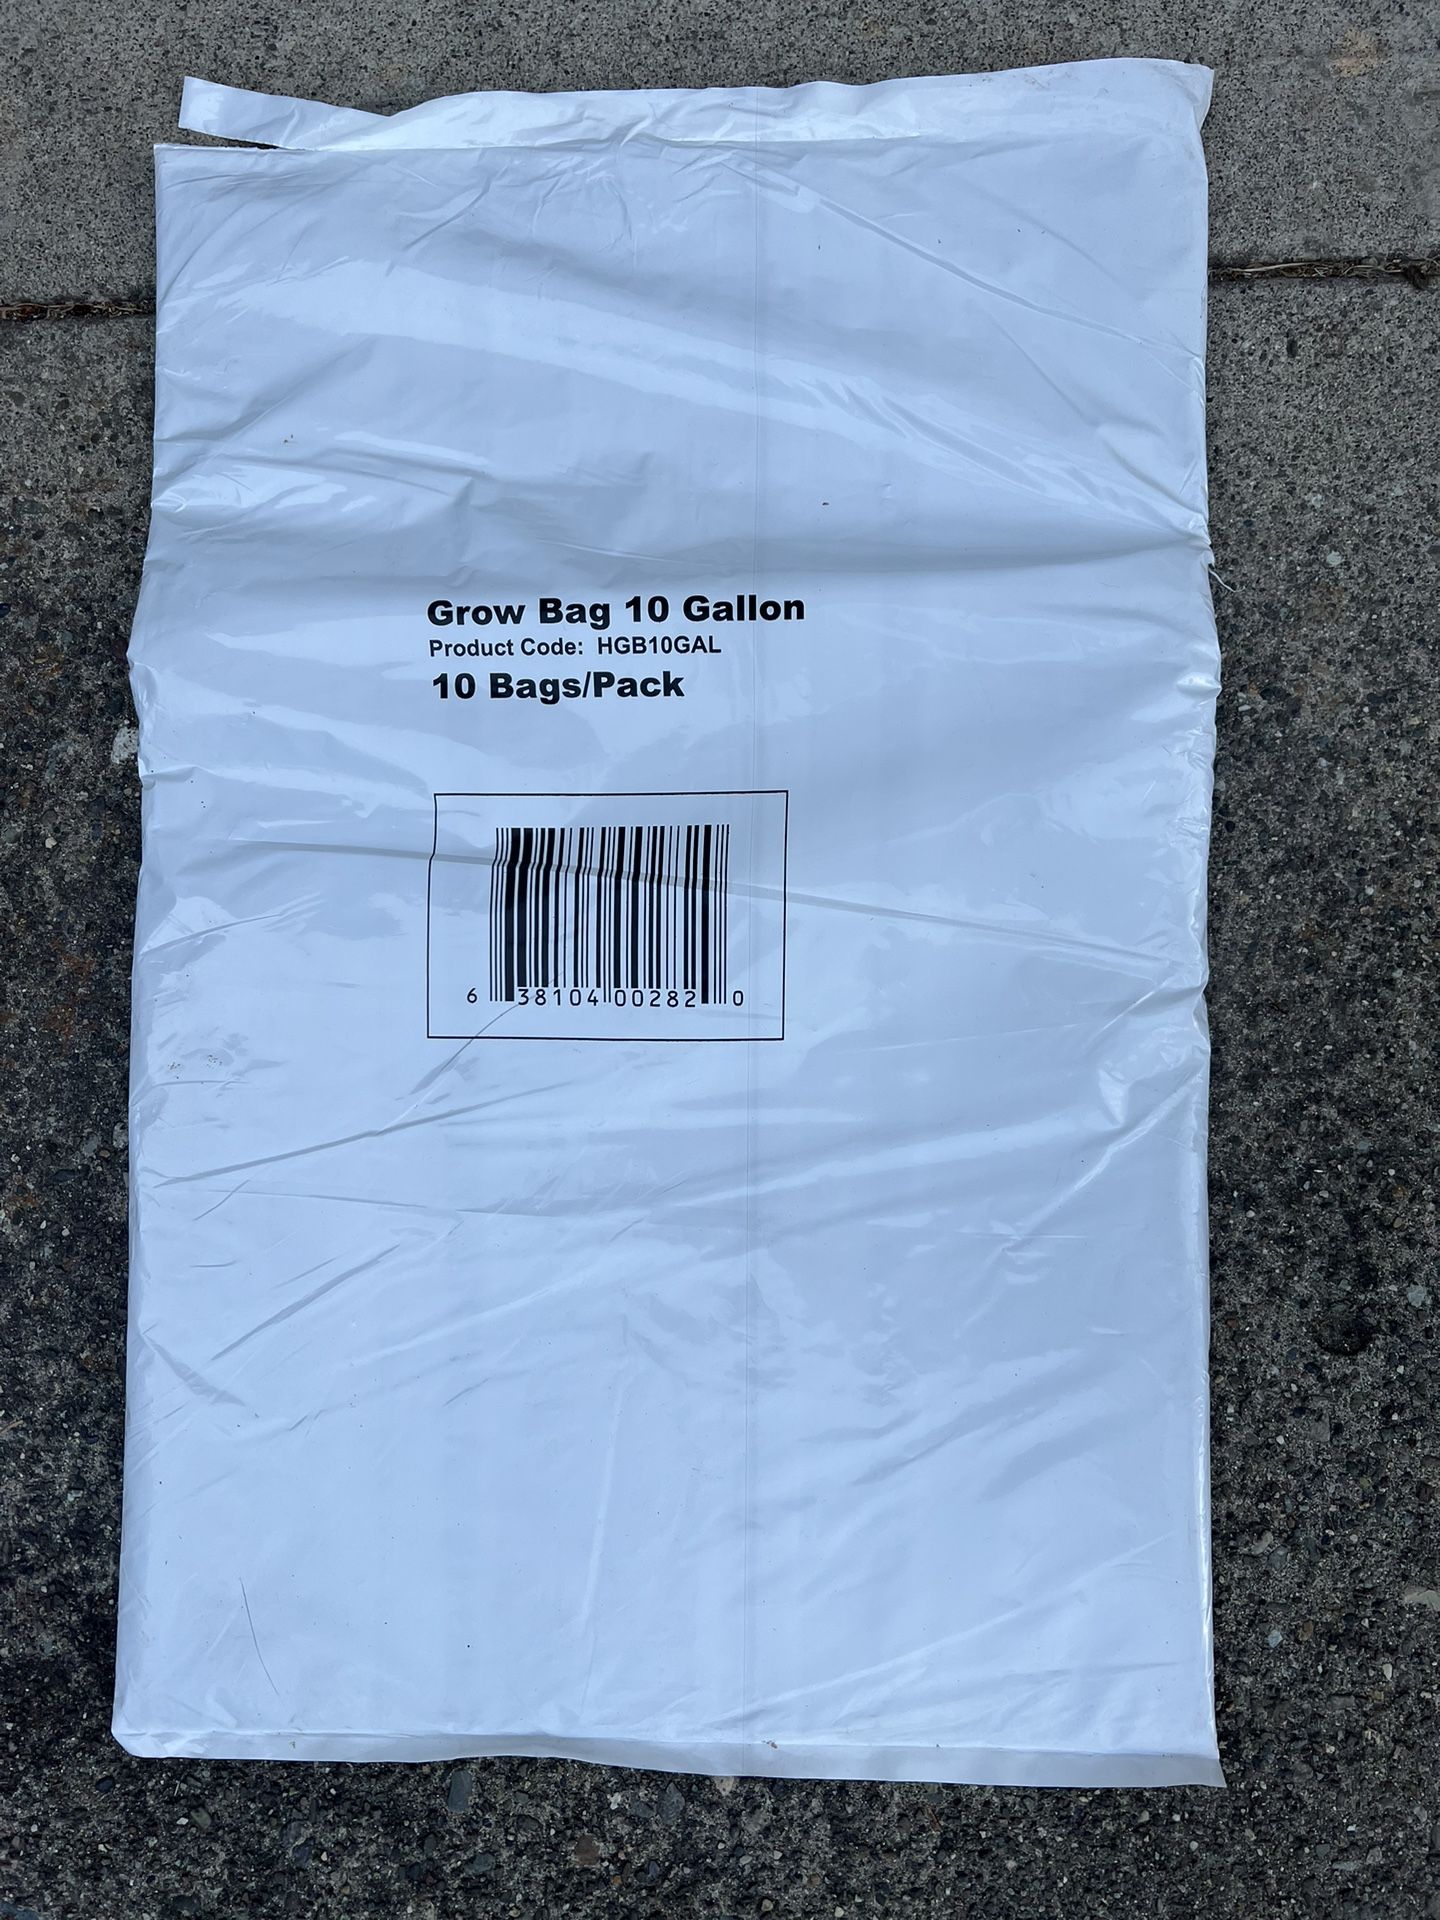 Grow Bag 10 Gallon
Product Code: HGB10GAL
10 Bags/Pack
6 38104 00282 0